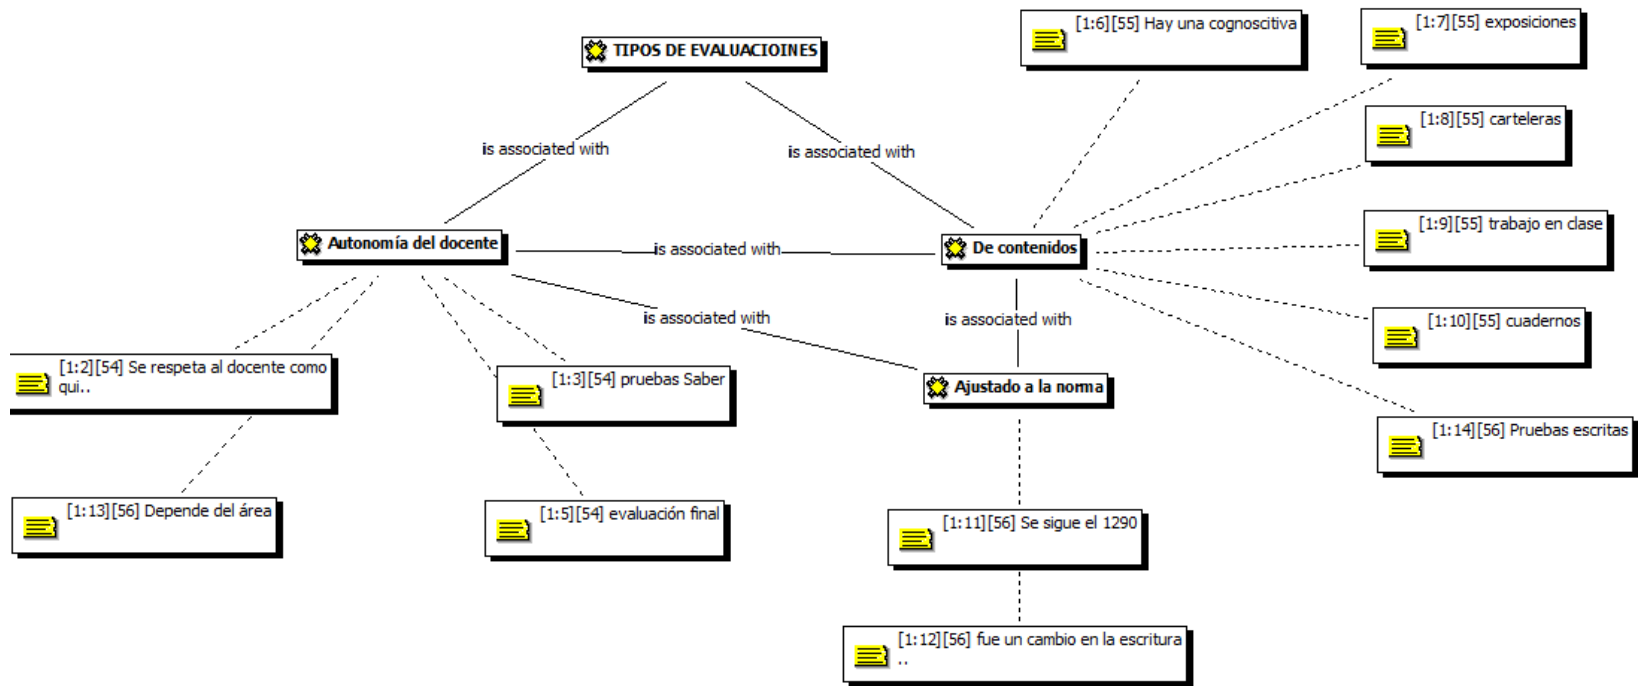 [1:6][55] Hay una cognoscitiva
[1:7][55] exposiciones
TIPOS DE EVALUACIOINES
[1:8][55] carteleras
is associated with
is associated with
[1:9][55] trabajo en clase
Autonomía del docente
is associated with
De contenidos
is associated with
is associated with
[1:10][55] cuadernos
[1:2][54] Se respeta al docente como
qui..
[1:3][54] pruebas Saber
Ajustado a la norma
[1:14][56] Pruebas escritas
[1:13][56] Depende del área
[1:5][54] evaluación final
[1:11][56] Se sigue el 1290
[1:12][56] fue un cambio en la escritura
..